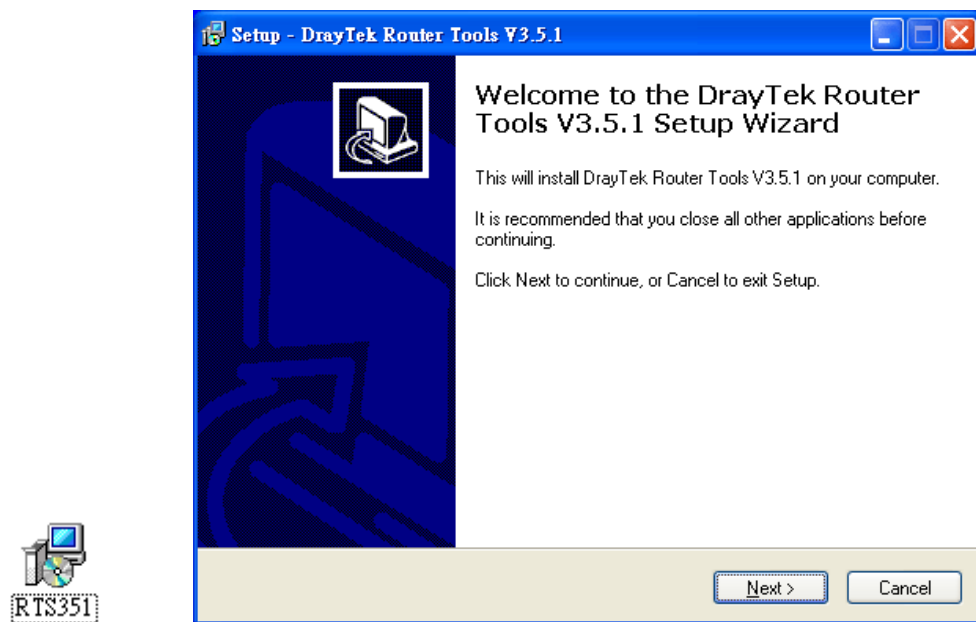 Setup - DrayTek Router Tools V3.5.1
Welcome to the DrayTek Router
Tools V3.5.1 Setup Wizard
This will install DrayTek Router Tools V3.5.1 on your computer.
It is recommended that you close all other applications before
continuing.
Click Next to continue, or Cancel to exit Setup.
RTS351
Next >
Cancel